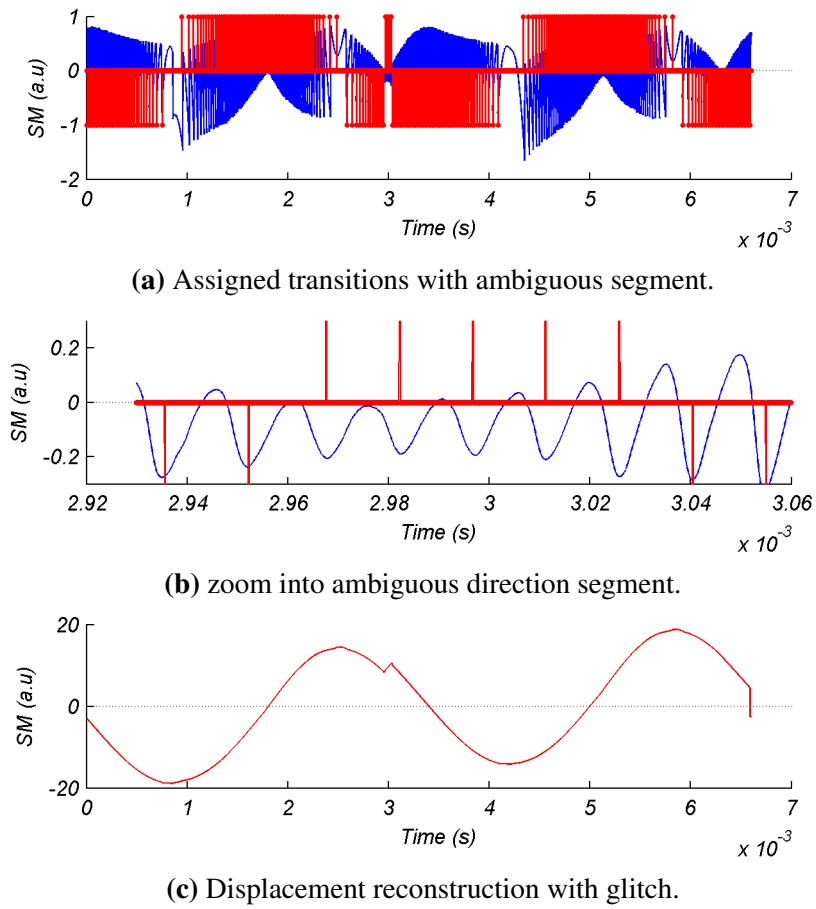 1
0
-1
-2
SM (a.u)
0 1 2 3 4 5 6 7
Time (s)
x 10⁻³
(a) Assigned transitions with ambiguous segment.
0.2
0
-0.2
SM (a.u)
2.92 2.94 2.96 2.98 3 3.02 3.04 3.06
Time (s)
x 10⁻³
(b) zoom into ambiguous direction segment.
20
0
-20
SM (a.u)
0 1 2 3 4 5 6 7
Time (s)
x 10⁻³
(c) Displacement reconstruction with glitch.